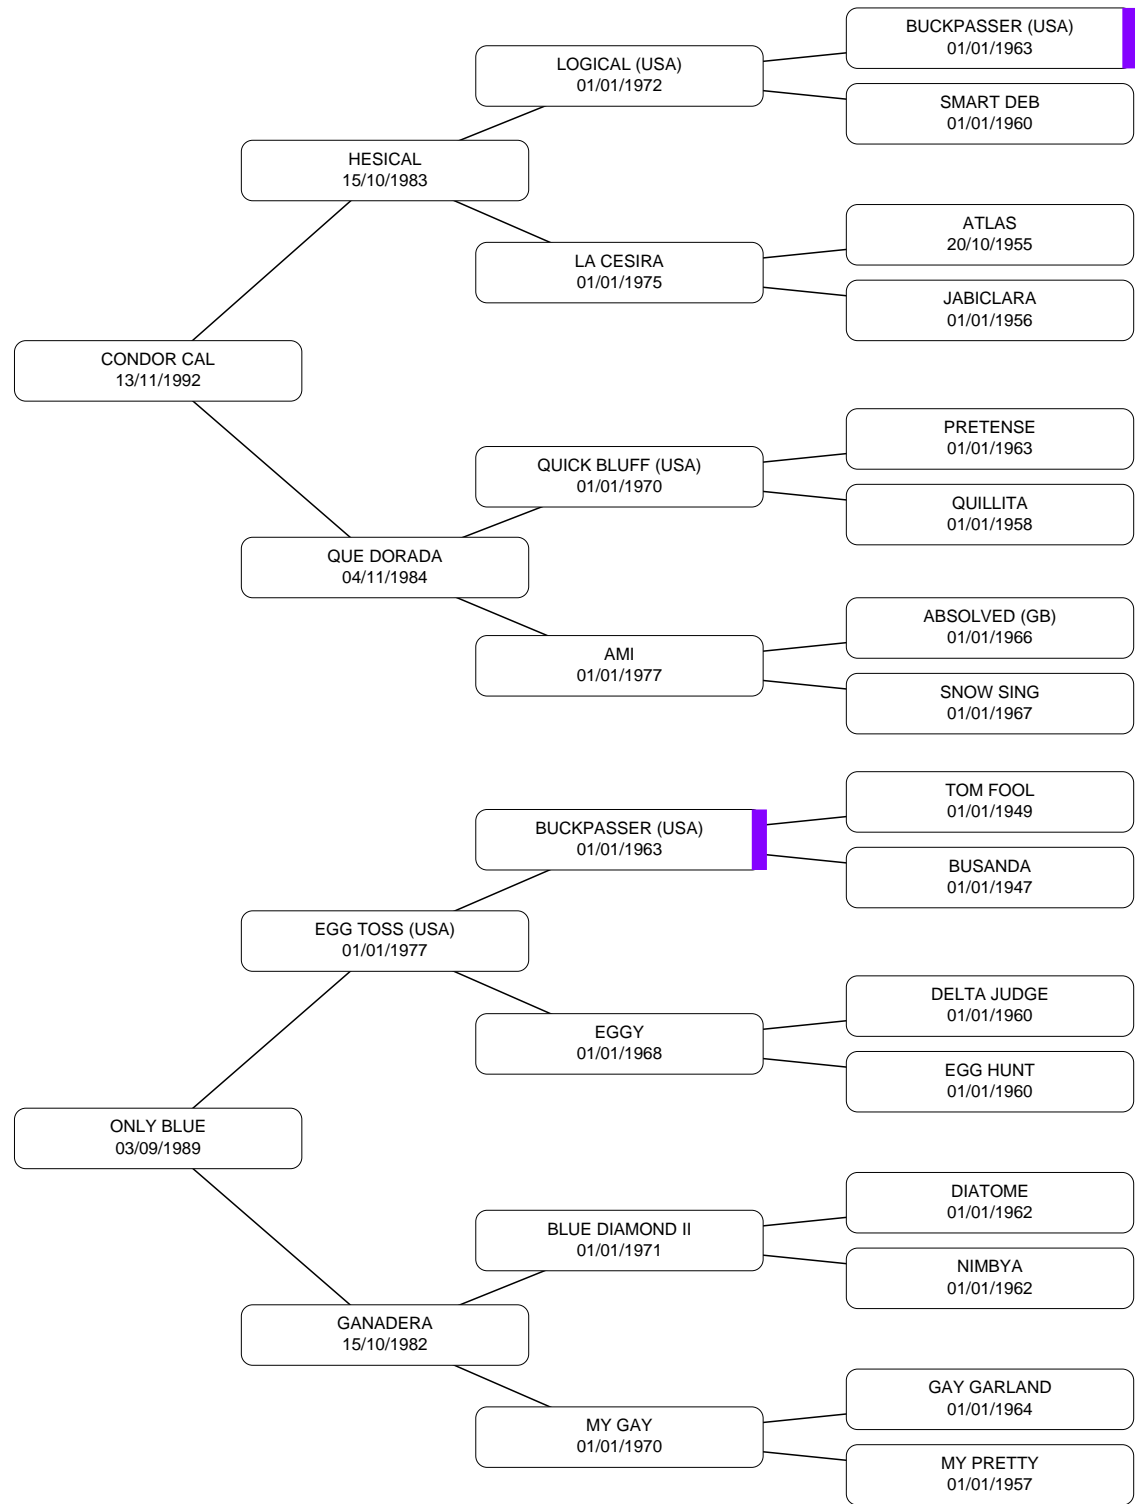 BUCKPASSER (USA)
01/01/1963
LOGICAL (USA)
01/01/1972
SMART DEB
01/01/1960
HESICAL
15/10/1983
ATLAS
20/10/1955
LA CESIRA
01/01/1975
JABICLARA
01/01/1956
CONDOR CAL
13/11/1992
PRETENSE
01/01/1963
QUICK BLUFF (USA)
01/01/1970
QUILLITA
01/01/1958
QUE DORADA
04/11/1984
ABSOLVED (GB)
01/01/1966
AMI
01/01/1977
SNOW SING
01/01/1967
TOM FOOL
01/01/1949
BUCKPASSER (USA)
01/01/1963
BUSANDA
01/01/1947
EGG TOSS (USA)
01/01/1977
DELTA JUDGE
01/01/1960
EGGY
01/01/1968
EGG HUNT
01/01/1960
ONLY BLUE
03/09/1989
DIATOME
01/01/1962
BLUE DIAMOND II
01/01/1971
NIMBYA
01/01/1962
GANADERA
15/10/1982
GAY GARLAND
01/01/1964
MY GAY
01/01/1970
MY PRETTY
01/01/1957